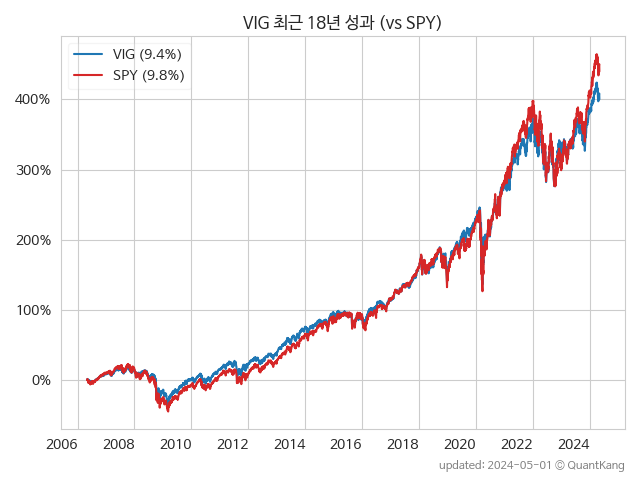 VIG 최근 18년 성과 (vs SPY)
VIG (9.4%)
SPY (9.8%)
400%
300%
200%
100%
0%
2006 2008 2010 2012 2014 2016 2018 2020 2022 2024
updated: 2024-05-01 © QuantKang